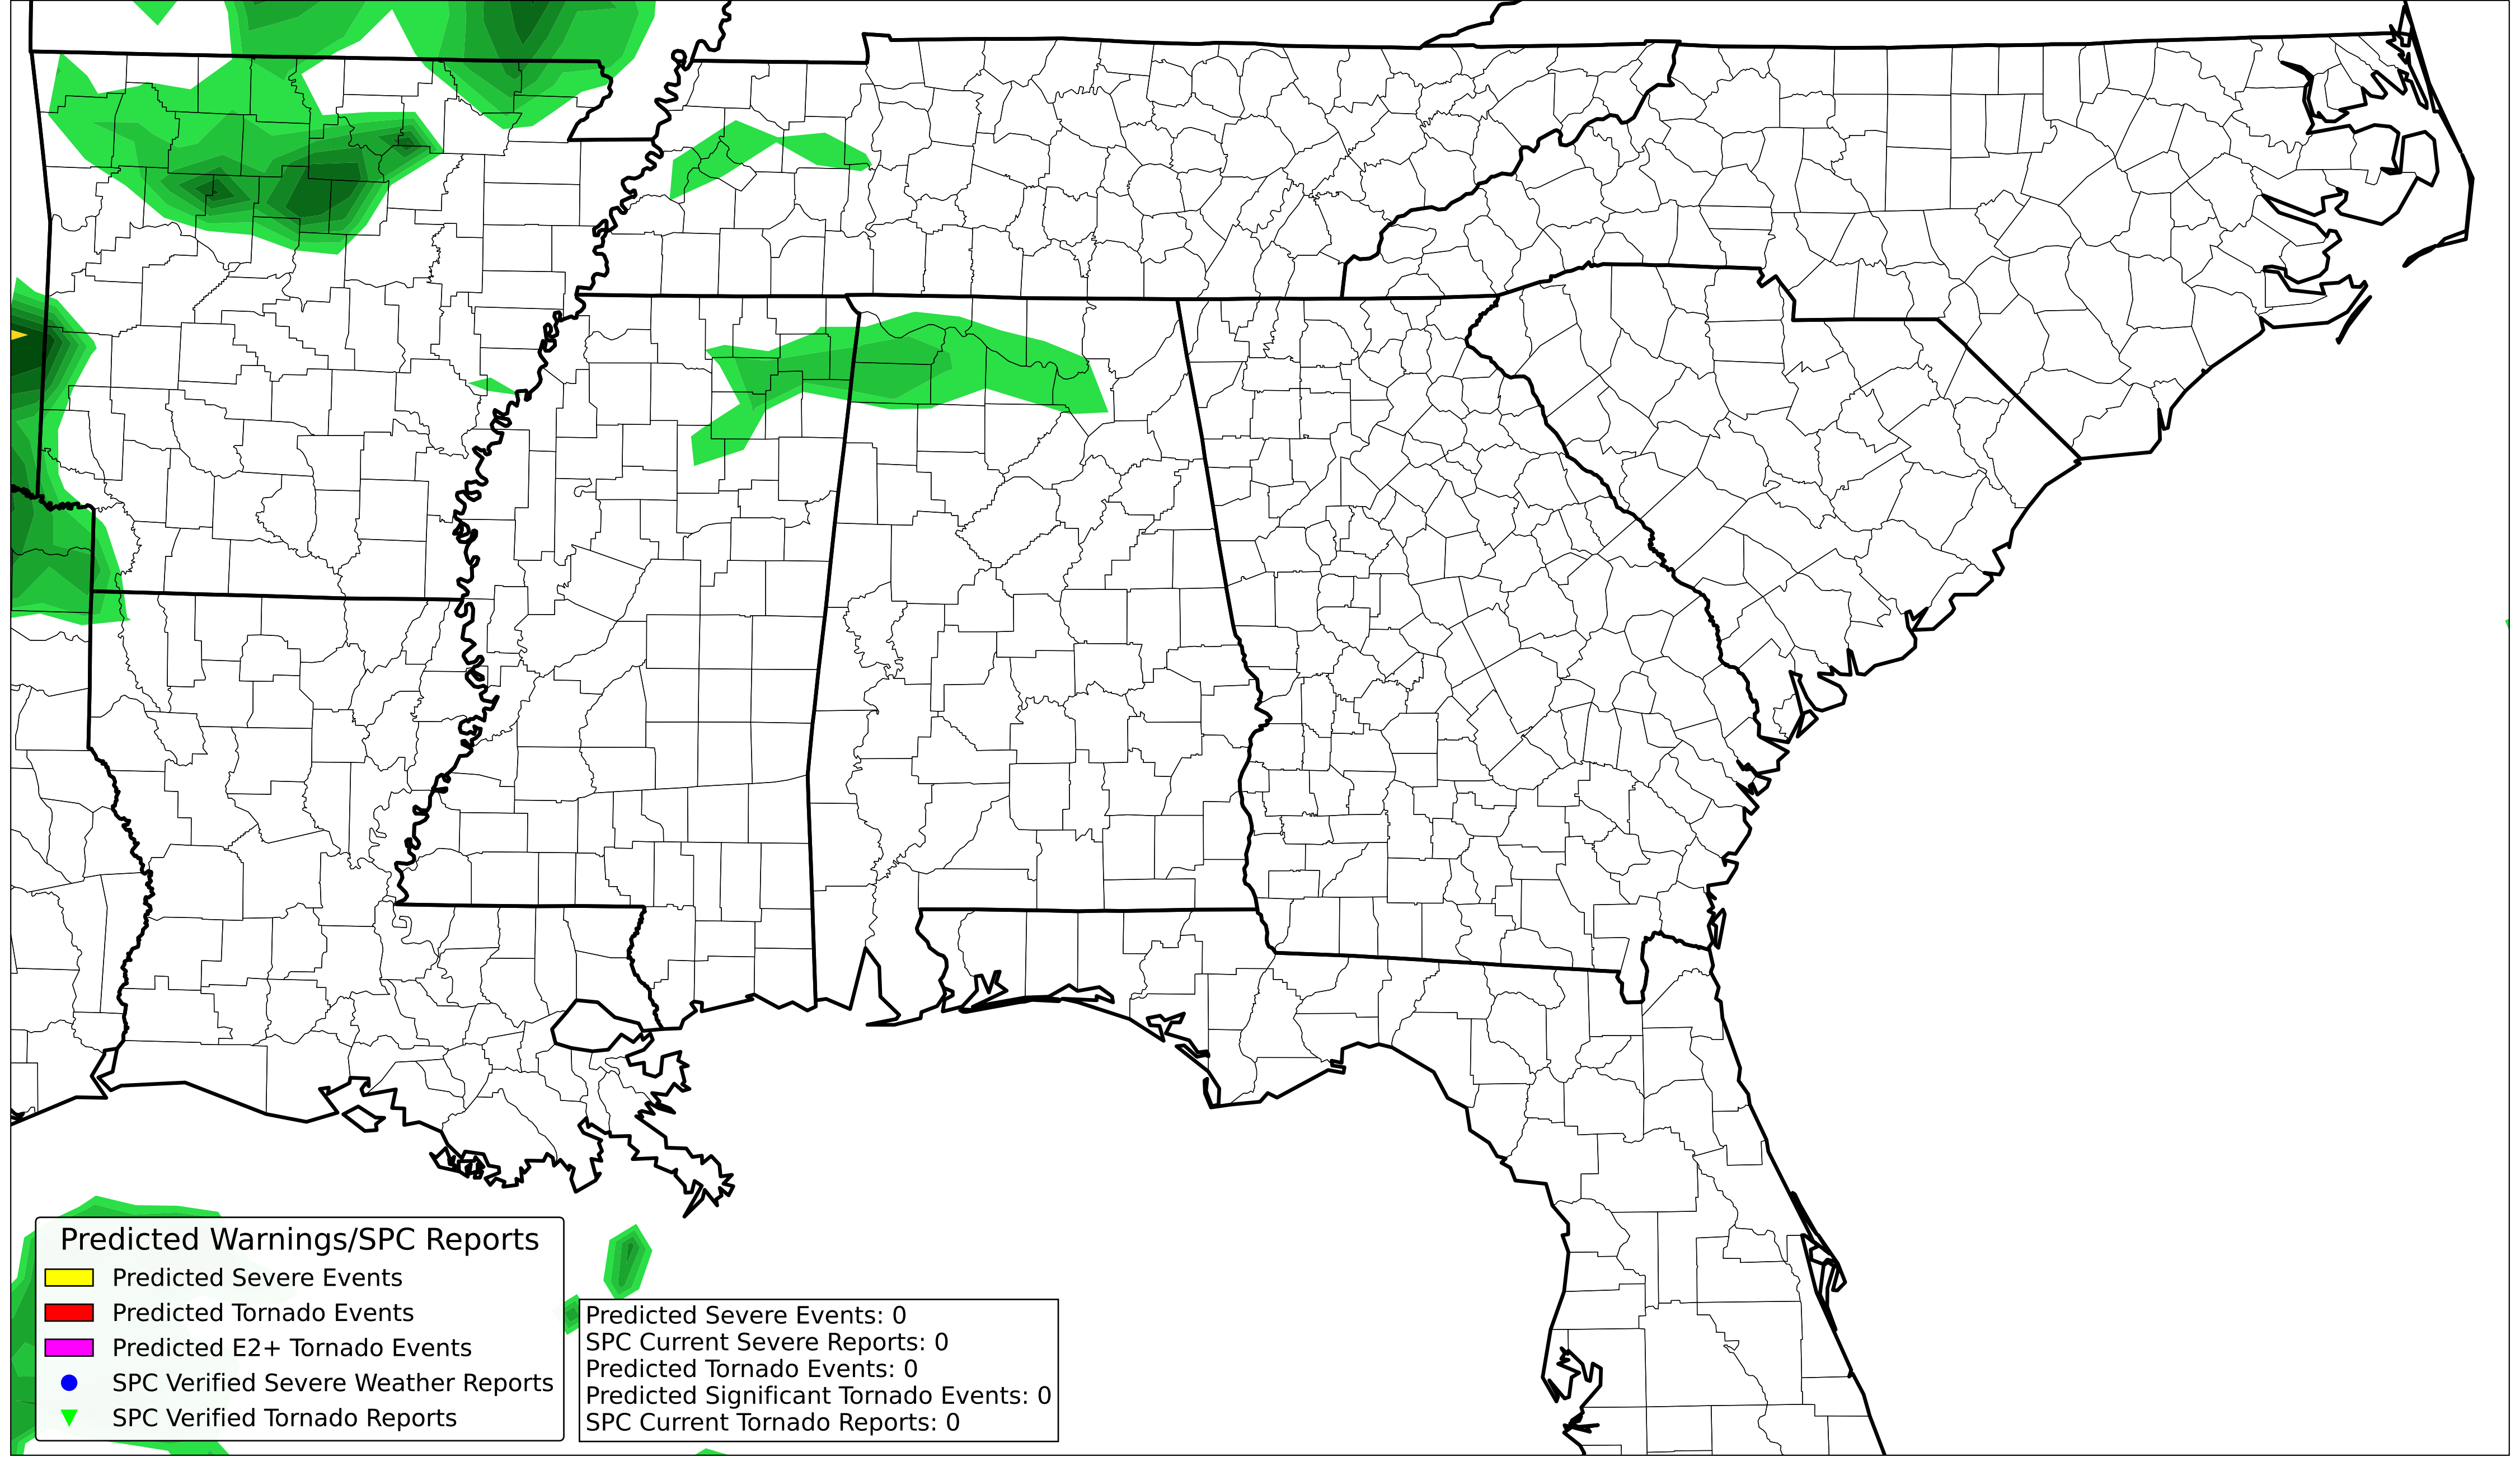 Predicted Warnings/SPC Reports
Predicted Severe Events
Predicted Tornado Events
Predicted E2+ Tornado Events
SPC Verified Severe Weather Reports
SPC Verified Tornado Reports
Predicted Severe Events: 0
SPC Current Severe Reports: 0
Predicted Tornado Events: 0
Predicted Significant Tornado Events: 0
SPC Current Tornado Reports: 0